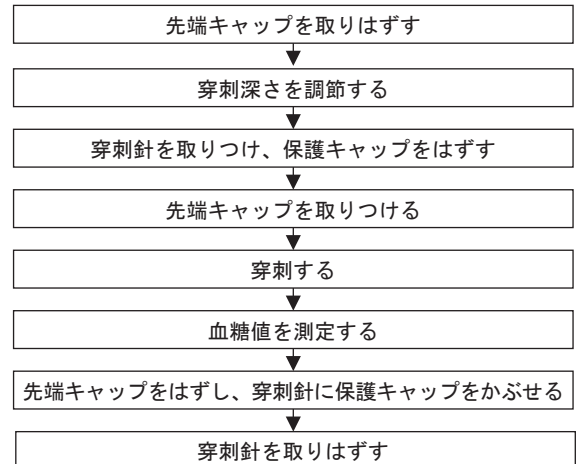 先端キャップを取りはずす
穿刺深さを調節する
穿刺針を取りつけ、保護キャップをはずす
先端キャップを取りつける
穿刺する
血糖値を測定する
先端キャップをはずし、穿刺針に保護キャップをかぶせる
穿刺針を取りはずす